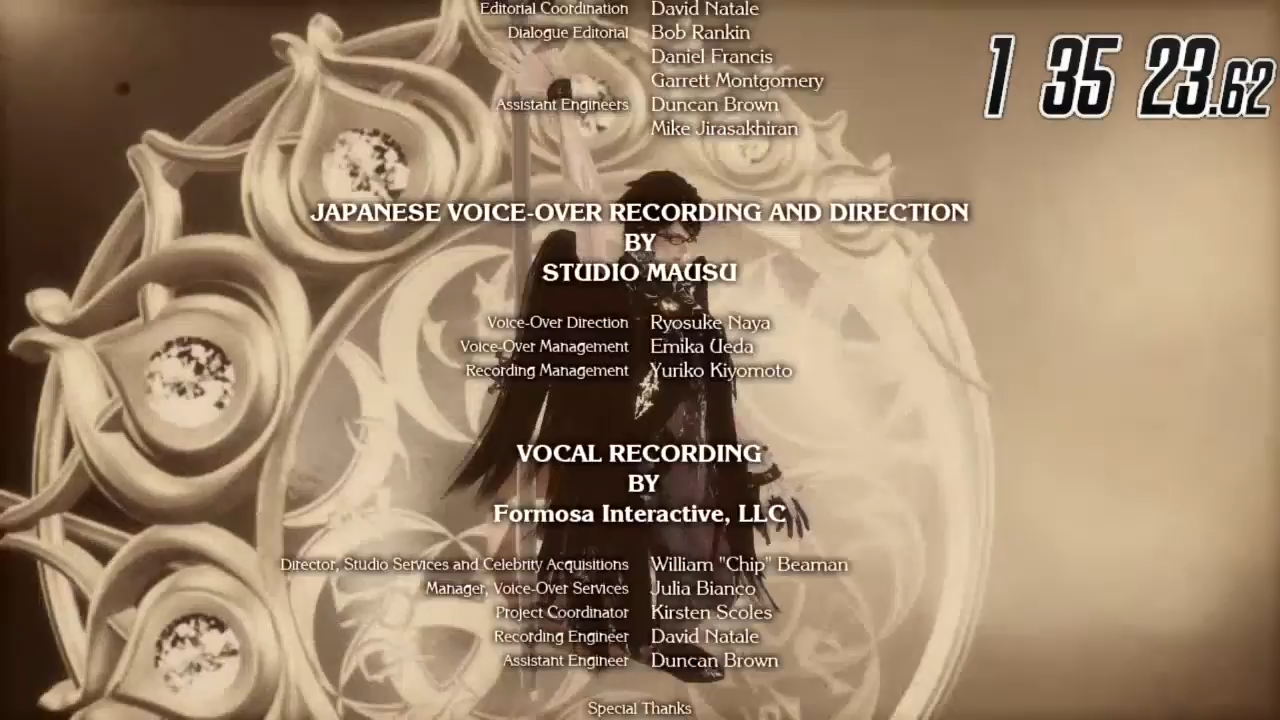 Editorial Coordination David Natale
Dialogue Editorial Bob Rankin
Daniel Francis
Garrett Montgomery
Assistant Engineers Duncan Brown
Mike Jirasakhiran
1 35 23.62
JAPANESE VOICE-OVER RECORDING AND DIRECTION
BY
STUDIO MAUSU
Voice-Over Direction Ryosuke Naya
Voice-Over Management Emika Ueda
Recording Management Yuriko Kiyomoto
VOCAL RECORDING
BY
Formosa Interactive, LLC
Director, Studio Services and Celebrity Acquisitions William "Chip" Beaman
Manager, Voice-Over Services Julia Bianco
Project Coordinator Kirsten Scoles
Recording Engineer David Natale
Assistant Engineer Duncan Brown
Special Thanks